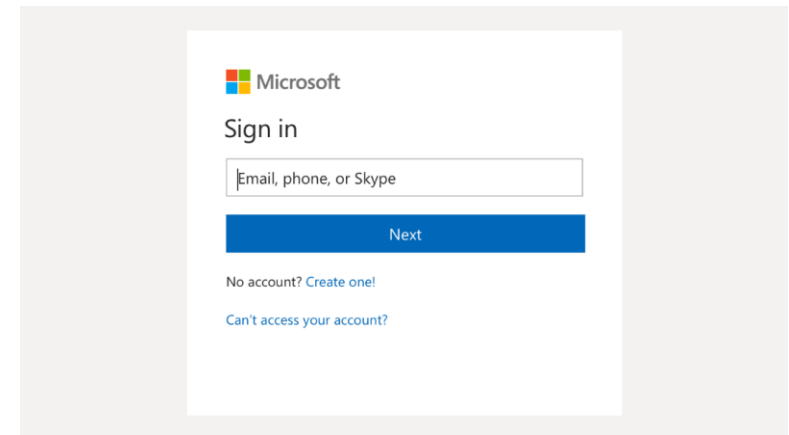 Microsoft
Sign in
Email, phone, or Skype
Next
No account? Create one!
Can't access your account?